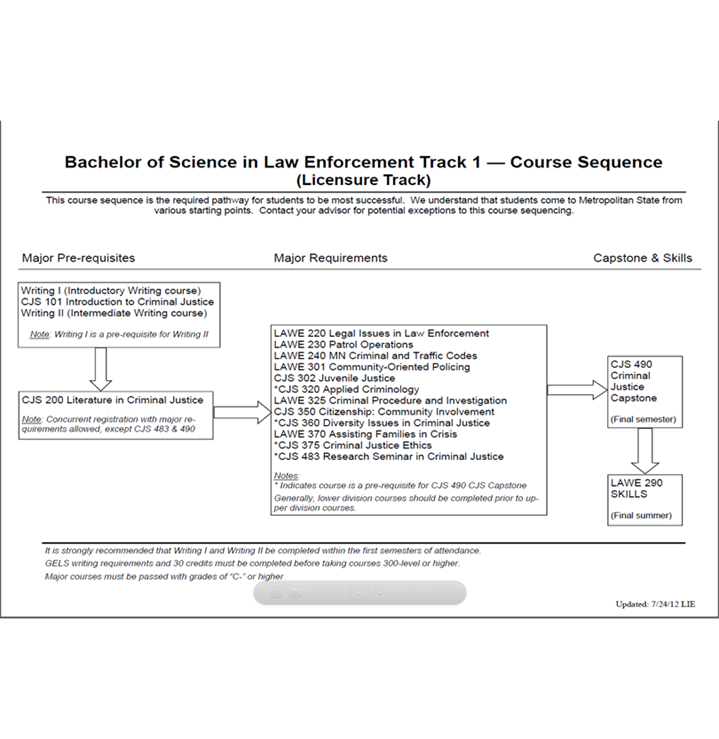 Bachelor of Science in Law Enforcement Track 1 — Course Sequence
(Licensure Track)
This course sequence is the required pathway for students to be most successful. We understand that students come to Metropolitan State from
various starting points. Contact your advisor for potential exceptions to this course sequencing.
Major Pre-requisites
Major Requirements
Capstone & Skills
Writing I (Introductory Writing course)
CJS 101 Introduction to Criminal Justice
Writing II (Intermediate Writing course)
Note: Writing I is a pre-requisite for Writing II
CJS 200 Literature in Criminal Justice
Note: Concurrent registration with major re-
quirements allowed, except CJS 483 & 490
LAWE 220 Legal Issues in Law Enforcement
LAWE 230 Patrol Operations
LAWE 240 MN Criminal and Traffic Codes
LAWE 301 Community-Oriented Policing
CJS 302 Juvenile Justice
*CJS 320 Applied Criminology
LAWE 325 Criminal Procedure and Investigation
CJS 350 Citizenship: Community Involvement
*CJS 360 Diversity Issues in Criminal Justice
LAWE 370 Assisting Families in Crisis
*CJS 375 Criminal Justice Ethics
*CJS 483 Research Seminar in Criminal Justice
Notes:
* Indicates course is a pre-requisite for CJS 490 CJS Capstone
Generally, lower division courses should be completed prior to up-
per division courses.
CJS 490
Criminal
Justice
Capstone
(Final semester)
LAWE 290
SKILLS
(Final summer)
It is strongly recommended that Writing I and Writing II be completed within the first semesters of attendance.
GELS writing requirements and 30 credits must be completed before taking courses 300-level or higher.
Major courses must be passed with grades of “C-” or higher
Updated: 7/24/12 LIE